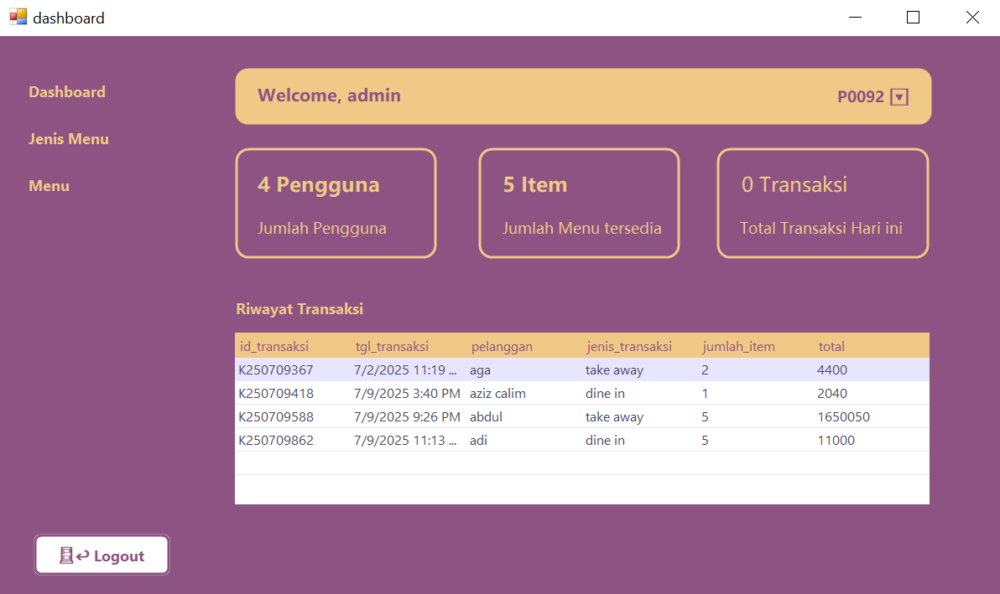 dashboard
Dashboard
Jenis Menu
Menu
Logout
Welcome, admin
P0092
4 Pengguna
Jumlah Pengguna
5 Item
Jumlah Menu tersedia
0 Transaksi
Total Transaksi Hari ini
Riwayat Transaksi
id_transaksi tgl_transaksi pelanggan jenis_transaksi jumlah_item total
K250709367 7/2/2025 11:19 ... aga take away 2 4400
K250709418 7/9/2025 3:40 PM aziz calim dine in 1 2040
K250709588 7/9/2025 9:26 PM abdul take away 5 1650050
K250709862 7/9/2025 11:13 ... adi dine in 5 11000